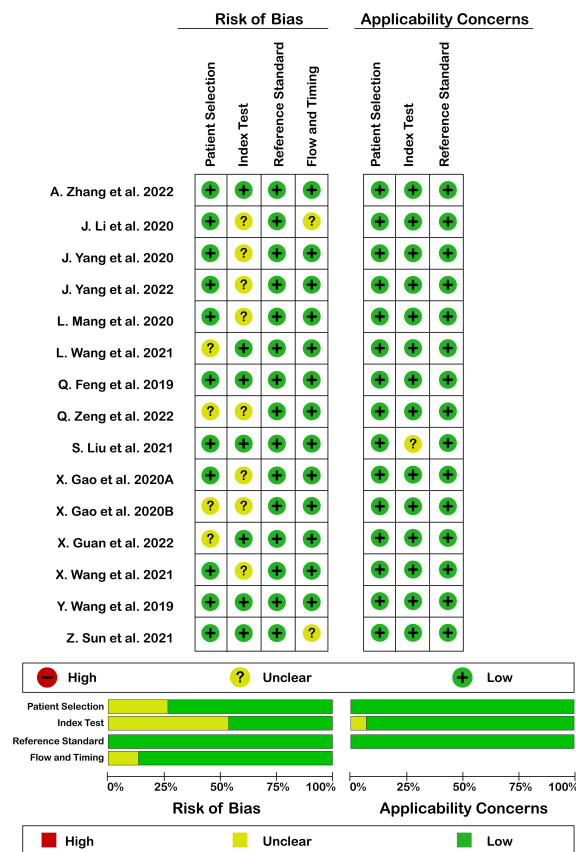 Risk of Bias
Applicability Concerns
Patient Selection
Index Test
Reference Standard
Flow and Timing
Patient Selection
Index Test
Reference Standard
A. Zhang et al. 2022
+ + + + + + +
J. Li et al. 2020
+ ? + ? + + +
J. Yang et al. 2020
+ ? + + + + +
J. Yang et al. 2022
+ ? + + + + +
L. Mang et al. 2020
+ ? + + + + +
L. Wang et al. 2021
? + + + + + +
Q. Feng et al. 2019
+ + + + + + +
Q. Zeng et al. 2022
? ? + + + + +
S. Liu et al. 2021
+ + + + + ? +
X. Gao et al. 2020A
+ ? + + + + +
X. Gao et al. 2020B
? ? + + + + +
X. Guan et al. 2022
? + + + + + +
X. Wang et al. 2021
+ ? + + + + +
Y. Wang et al. 2019
+ + + + + + +
Z. Sun et al. 2021
+ + + ? + + +
− High ? Unclear + Low
Patient Selection
Index Test
Reference Standard
Flow and Timing
0% 25% 50% 75% 100%
0% 25% 50% 75% 100%
Risk of Bias
Applicability Concerns
High Unclear Low